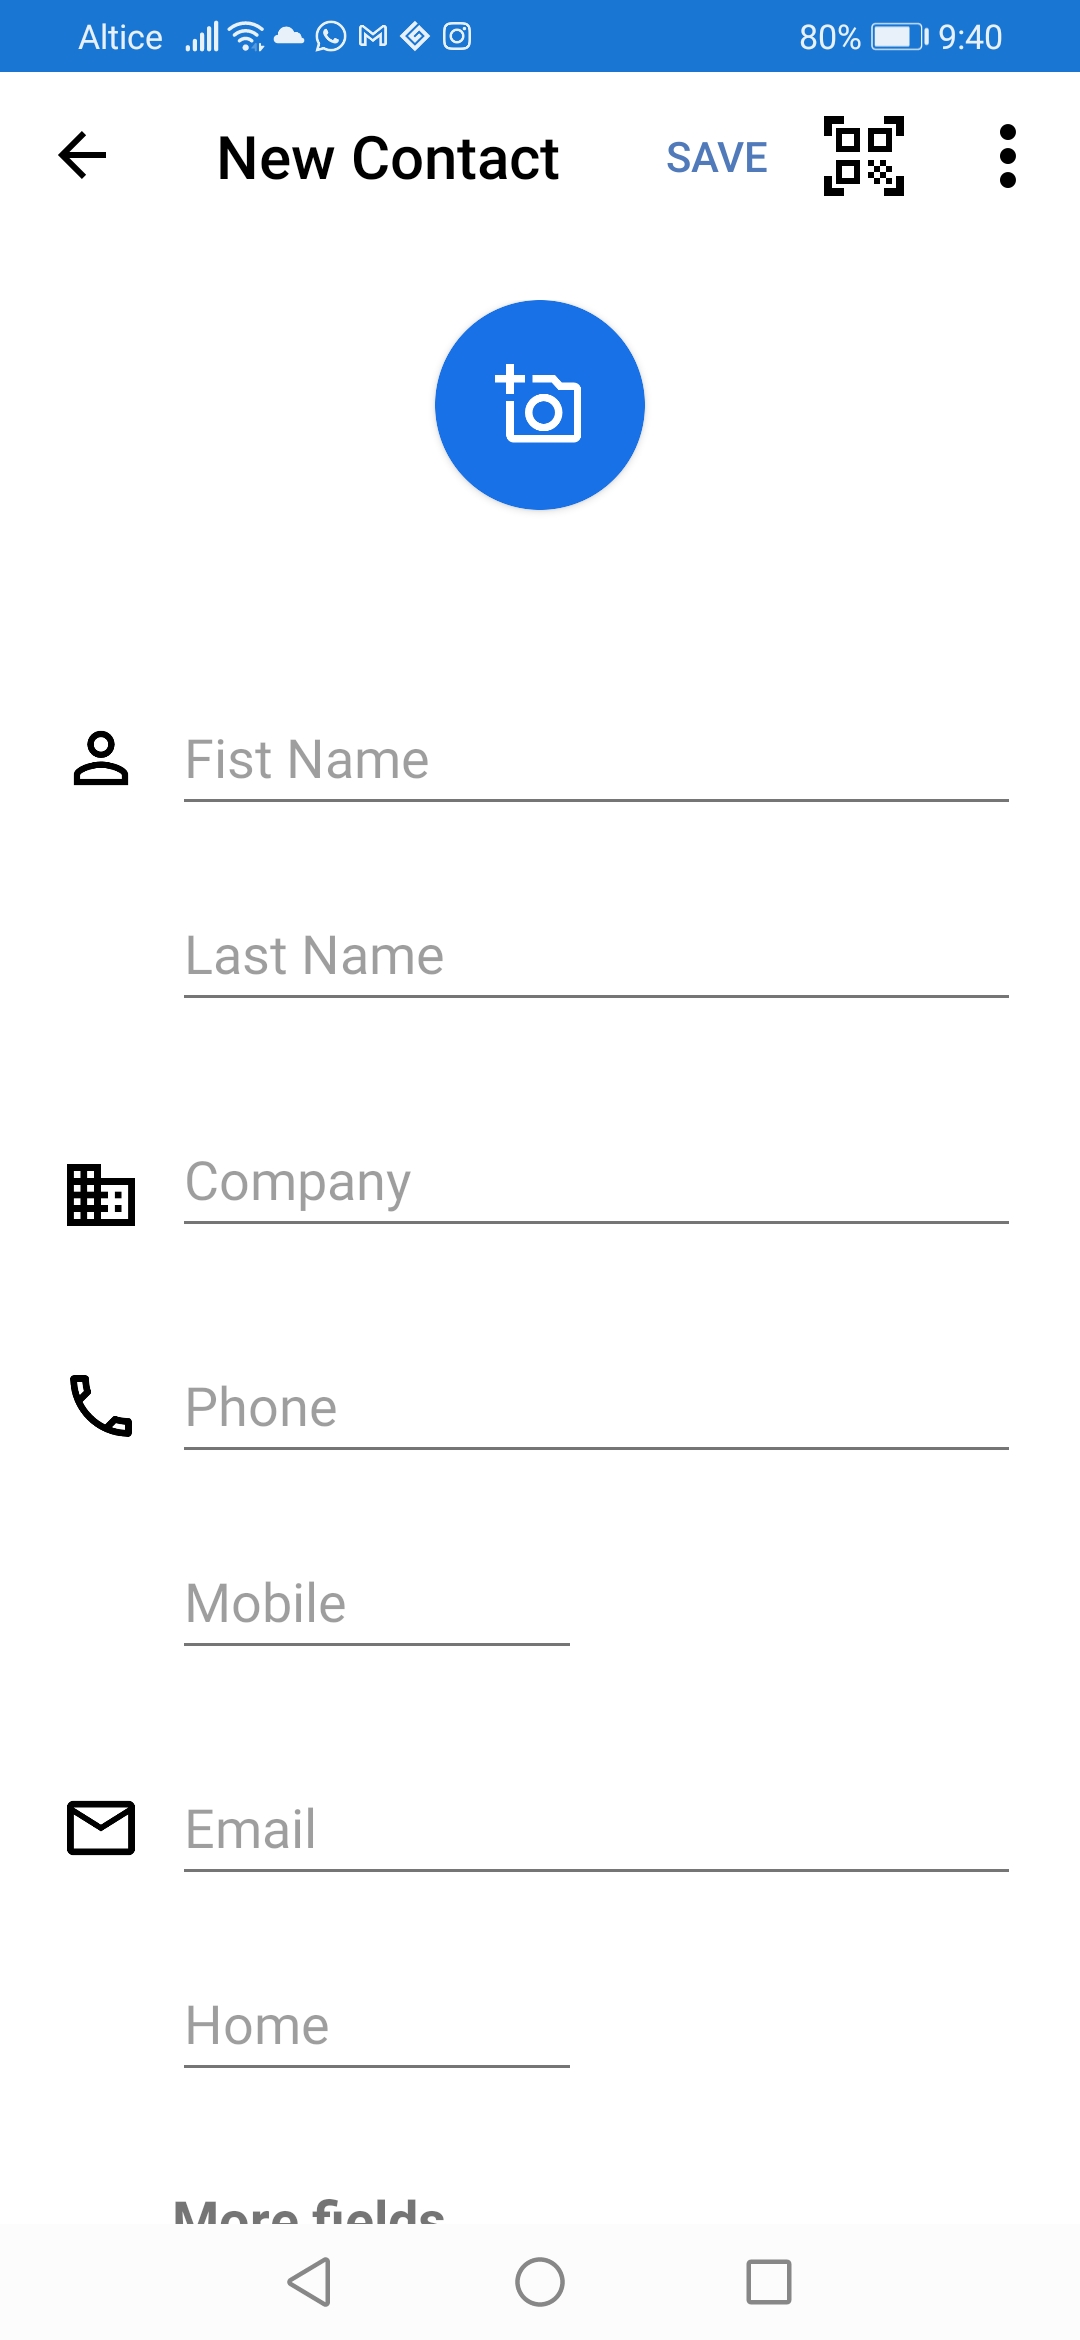 Altice 80% 9:40
New Contact SAVE
Fist Name
Last Name
Company
Phone
Mobile
Email
Home
More fields